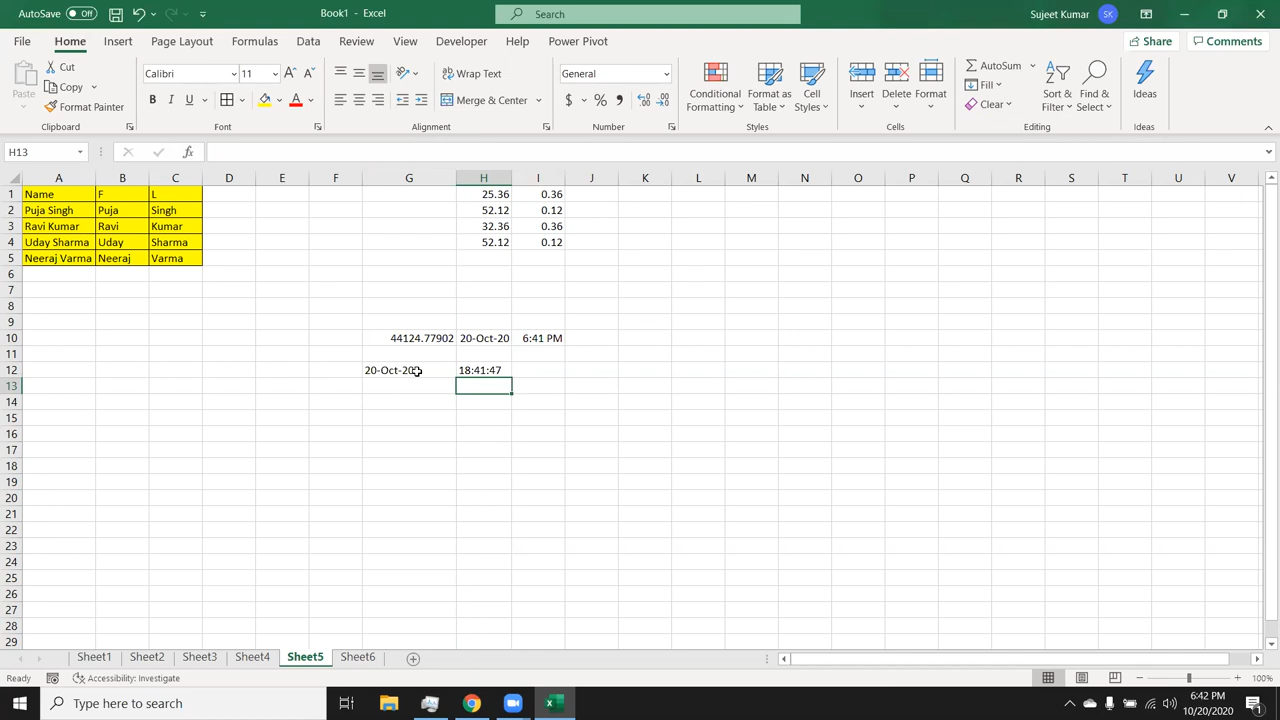 AutoSave Off Book1 - Excel Search Sujeet Kumar SK
File Home Insert Page Layout Formulas Data Review View Developer Help Power Pivot Share Comments
Cut
Copy
Format Painter
Paste
Clipboard
Calibri 11
B I U
Font
Wrap Text
Merge & Center
Alignment
General
$ % ,
Number
Conditional Formatting
Format as Table
Cell Styles
Styles
Insert Delete Format
Cells
AutoSum
Fill
Clear
Sort & Filter
Find & Select
Editing
Ideas
Ideas
H13 fx
A B C D E F G H I J K L M N O P Q R S T U V
1 Name F L 25.36 0.36
2 Puja Singh Puja Singh 52.12 0.12
3 Ravi Kumar Ravi Kumar 32.36 0.36
4 Uday Sharma Uday Sharma 52.12 0.12
5 Neeraj Varma Neeraj Varma
6
7
8
9
10 44124.77902 20-Oct-20 6:41 PM
11
12 20-Oct-20 18:41:47
13
14
15
16
17
18
19
20
21
22
23
24
25
26
27
28
29
Sheet1 Sheet2 Sheet3 Sheet4 Sheet5 Sheet6
Ready Accessibility: Investigate 100%
Type here to search 6:42 PM
10/20/2020